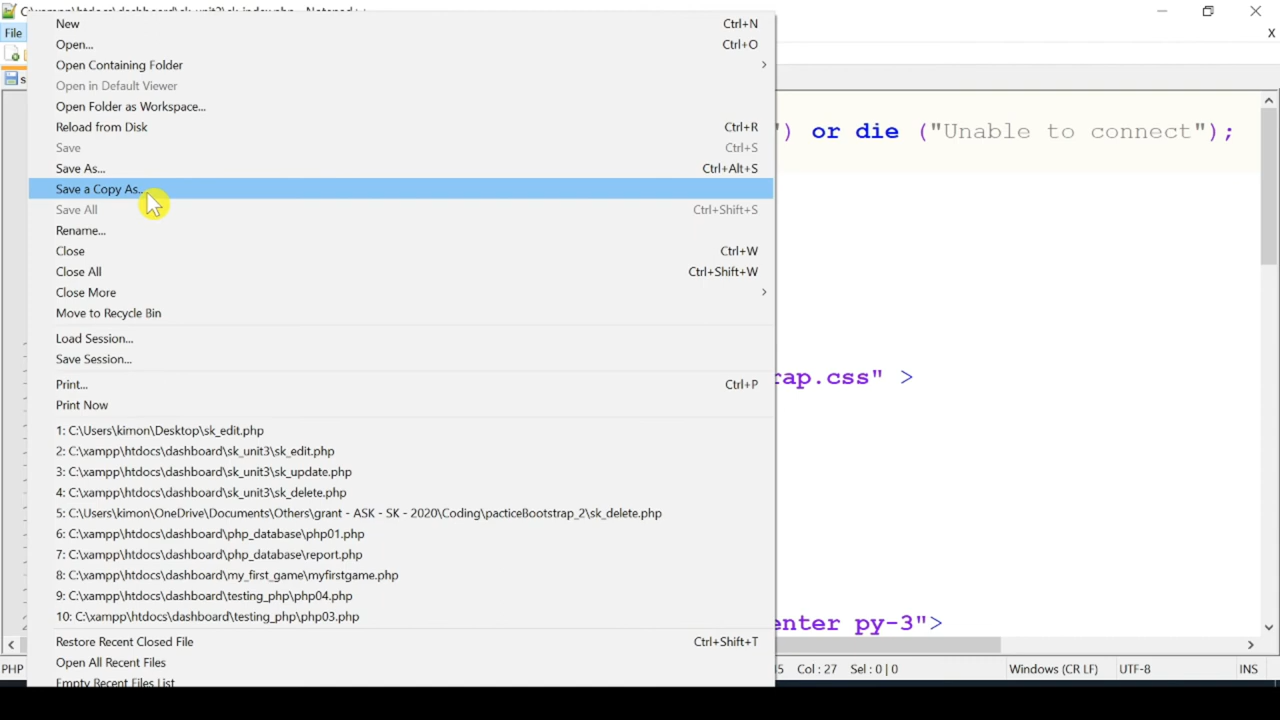 File
New Ctrl+N
Open... Ctrl+O
Open Containing Folder
Open in Default Viewer
Open Folder as Workspace...
Reload from Disk Ctrl+R
Save Ctrl+S
Save As... Ctrl+Alt+S
Save a Copy As...
Save All Ctrl+Shift+S
Rename...
Close Ctrl+W
Close All Ctrl+Shift+W
Close More
Move to Recycle Bin
Load Session...
Save Session...
Print... Ctrl+P
Print Now
1: C:\Users\kimon\Desktop\sk_edit.php
2: C:\xampp\htdocs\dashboard\sk_unit3\sk_edit.php
3: C:\xampp\htdocs\dashboard\sk_unit3\sk_update.php
4: C:\xampp\htdocs\dashboard\sk_unit3\sk_delete.php
5: C:\Users\kimon\OneDrive\Documents\Others\grant - ASK - SK - 2020\Coding\pacticeBootstrap_2\sk_delete.php
6: C:\xampp\htdocs\dashboard\php_database\php01.php
7: C:\xampp\htdocs\dashboard\php_database\report.php
8: C:\xampp\htdocs\dashboard\my_first_game\myfirstgame.php
9: C:\xampp\htdocs\dashboard\testing_php\php04.php
10: C:\xampp\htdocs\dashboard\testing_php\php03.php
Restore Recent Closed File Ctrl+Shift+T
Open All Recent Files
Empty Recent Files List
X
") or die ("Unable to connect");
rap.css" >
enter py-3">
PHP
5 Col : 27 Sel : 0 | 0 Windows (CR LF) UTF-8 INS